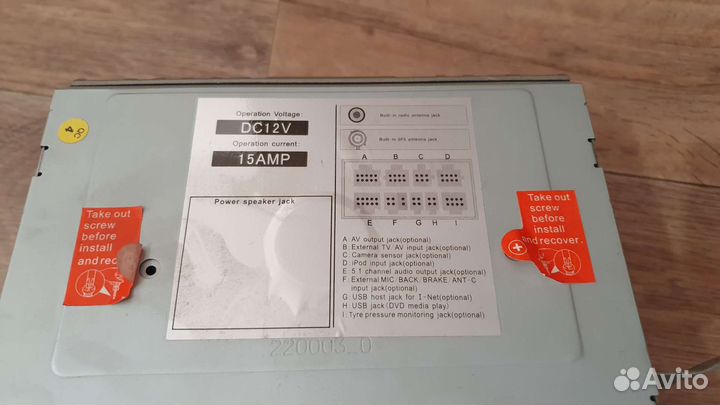 QC
4
Operation Voltage:
DC12V
Operation current:
15AMP
Power speaker jack
Built-in radio antenna jack
Built-in GPS antenna jack
A B C D
E F G H I
A: AV output jack(optional)
B: External TV AV input jack(optional)
C: Camera sensor jack(optional)
D: iPod input jack(optional)
E: 5.1 channel audio output jack(optional)
F: External MIC/BACK/BRAKE/ANT-C
input jack(optional)
G: USB host jack for I-Net(optional)
H: USB jack(DVD media play)
I: Tyre pressure monitoring jack(optional)
Take out
screw
before
install
and recover.
Take out
screw
before
install
and recover.
220003_0
Avito